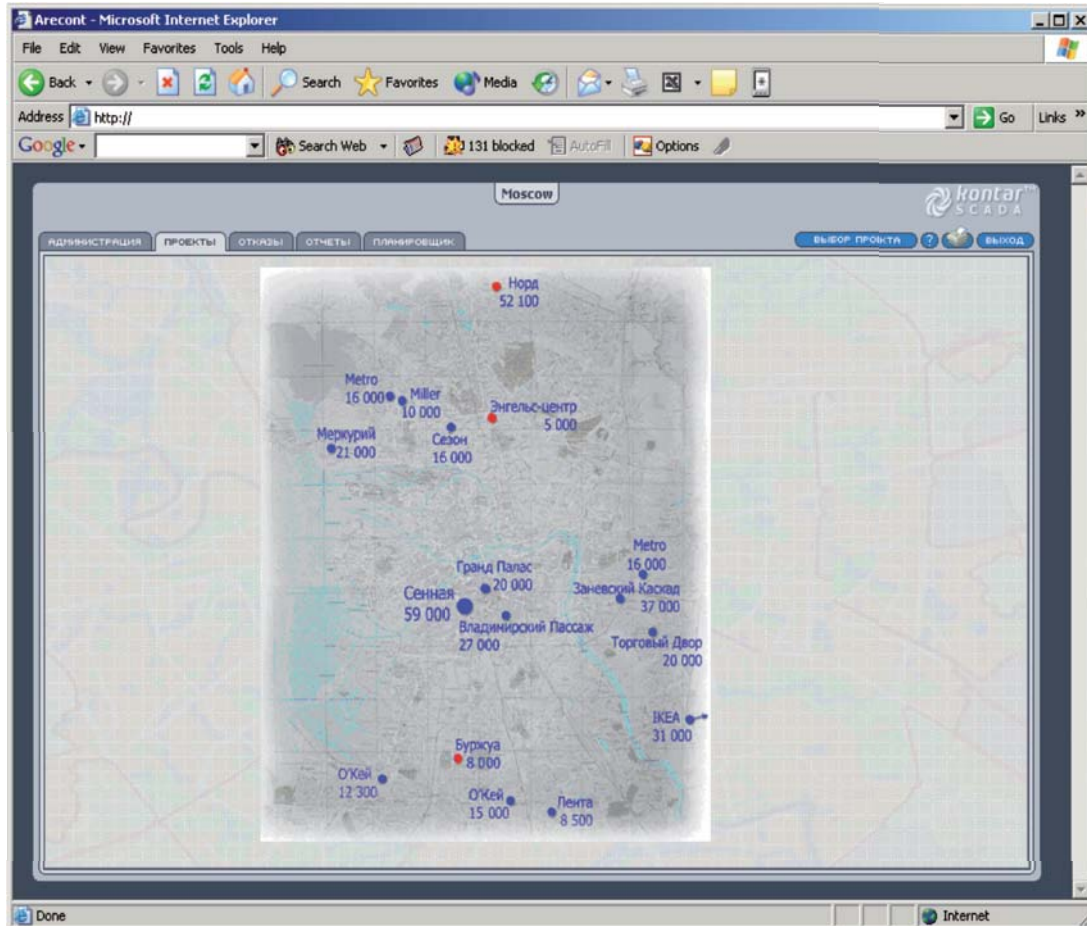 Arecont - Microsoft Internet Explorer
File Edit View Favorites Tools Help
Back Search Favorites Media
Address http:// Go Links »
Google Search Web 131 blocked AutoFill Options
Moscow
kontar™
SCADA
АДМИНИСТРАЦИЯ ПРОЕКТЫ ОТКАЗЫ ОТЧЕТЫ ПЛАНИРОВЩИК ВЫБОР ПРОЕКТА ? ВЫХОД
Норд
52 100
Metro
16 000
Miller
10 000
Энгельс-центр
5 000
Меркурий
21 000
Сезон
16 000
Metro
16 000
Гранд Палас
20 000
Заневский Каскад
37 000
Сенная
59 000
Владимирский Пассаж
27 000
Торговый Двор
20 000
IKEA
31 000
Буржуа
8 000
О'Кей
12 300
О'Кей
15 000
Лента
8 500
Done Internet